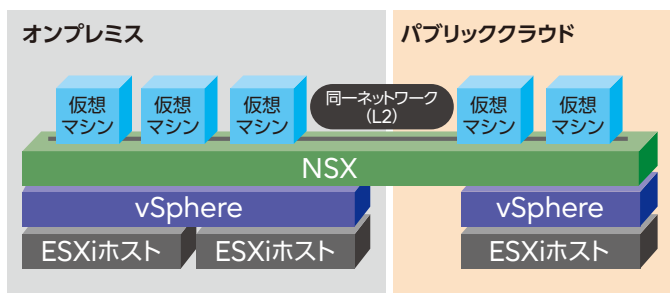 オンプレミス
パブリッククラウド
仮想
マシン
仮想
マシン
仮想
マシン
同一ネットワーク
(L2)
仮想
マシン
仮想
マシン
NSX
vSphere
vSphere
ESXiホスト
ESXiホスト
ESXiホスト